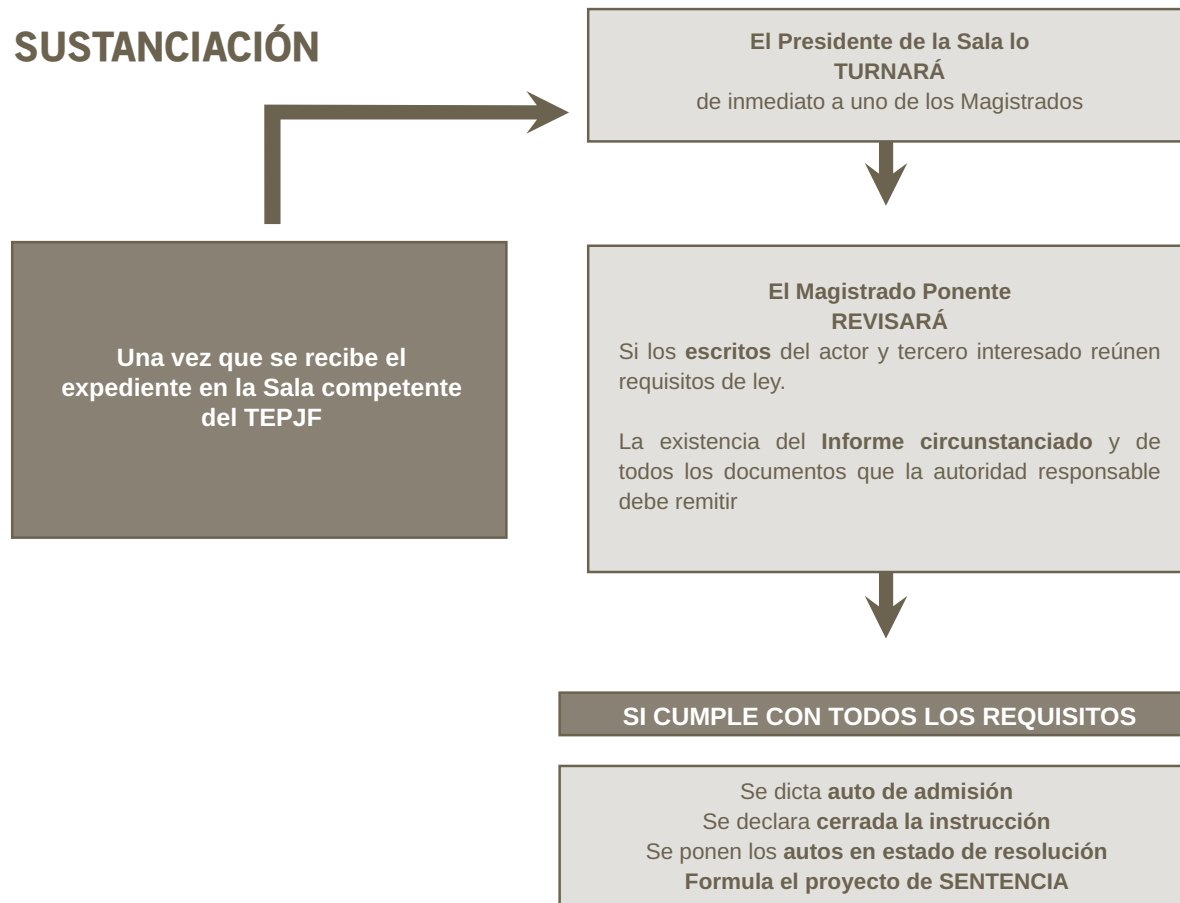 SUSTANCIACIÓN
El Presidente de la Sala lo
TURNARÁ
de inmediato a uno de los Magistrados
Una vez que se recibe el
expediente en la Sala competente
del TEPJF
El Magistrado Ponente
REVISARÁ
Si los escritos del actor y tercero interesado reúnen
requisitos de ley.
La existencia del Informe circunstanciado y de
todos los documentos que la autoridad responsable
debe remitir
SI CUMPLE CON TODOS LOS REQUISITOS
Se dicta auto de admisión
Se declara cerrada la instrucción
Se ponen los autos en estado de resolución
Formula el proyecto de SENTENCIA